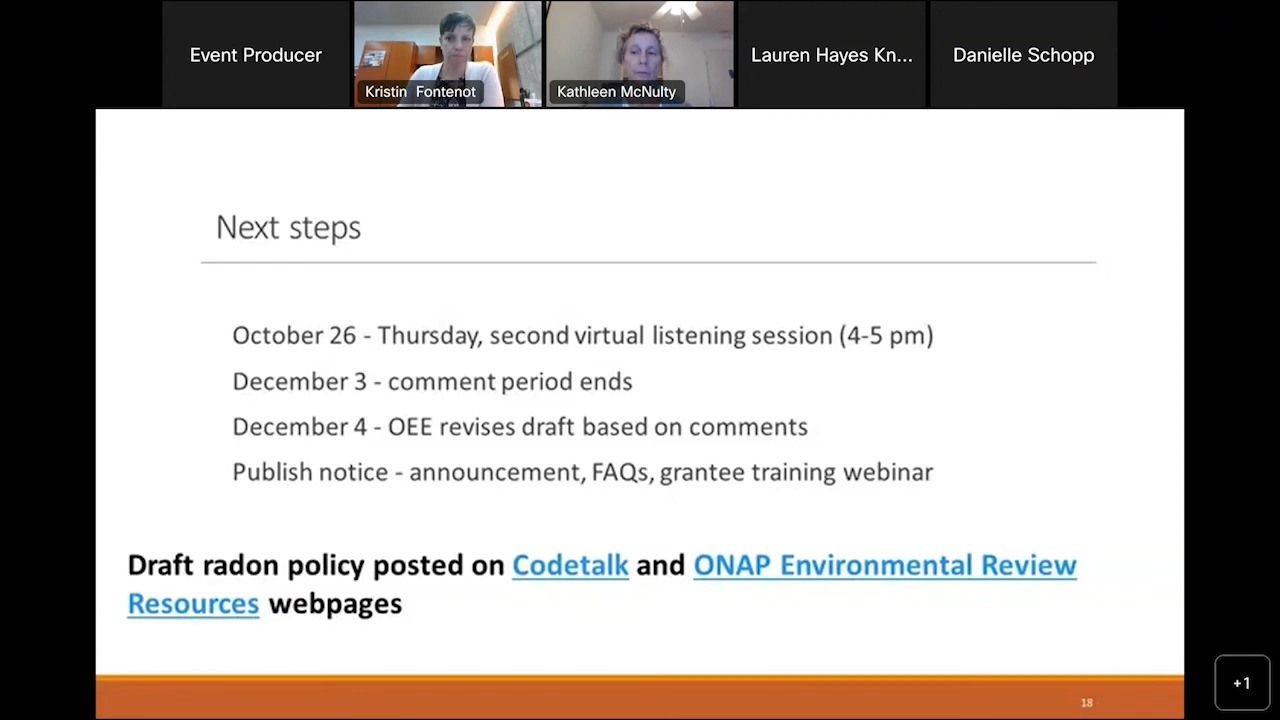 Event Producer
Kristin Fontenot
Kathleen McNulty
Lauren Hayes Kn...
Danielle Schopp
Next steps
October 26 - Thursday, second virtual listening session (4-5 pm)
December 3 - comment period ends
December 4 - OEE revises draft based on comments
Publish notice - announcement, FAQs, grantee training webinar
Draft radon policy posted on Codetalk and ONAP Environmental Review
Resources webpages
18
+1